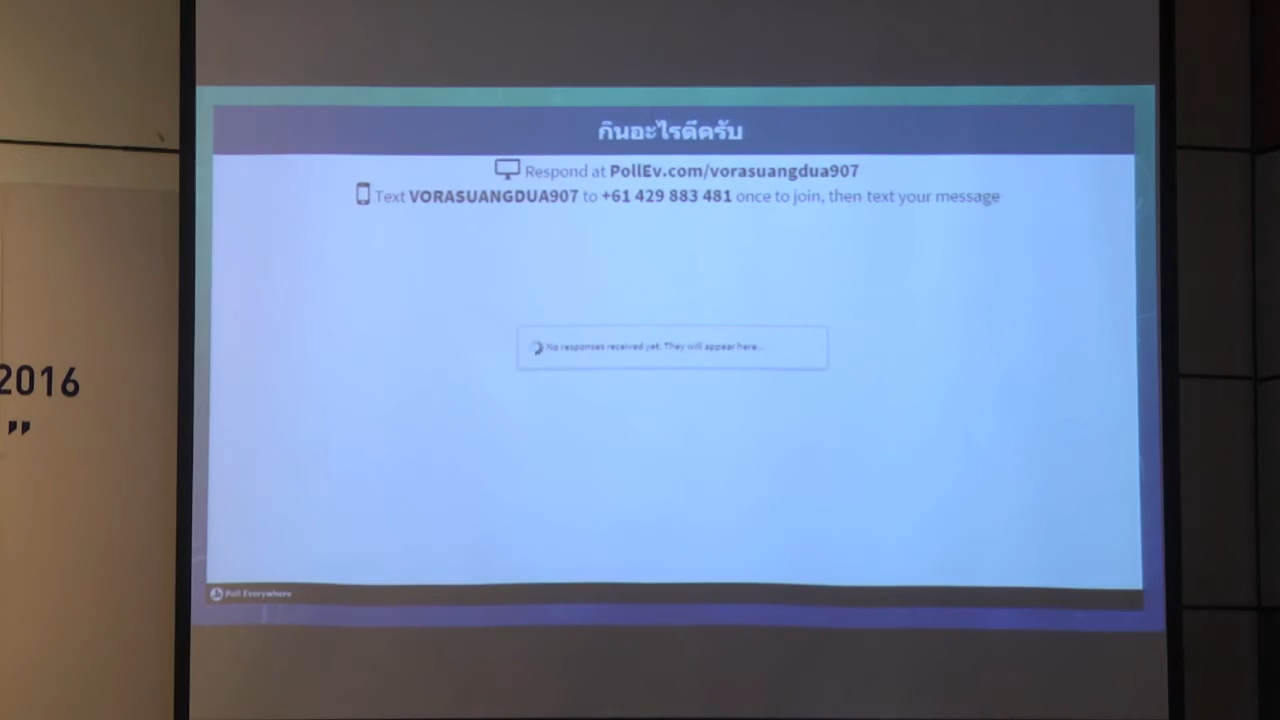 กินอะไรดีครับ
Respond at PollEv.com/vorasuangdua907
Text VORASUANGDUA907 to +61 429 883 481 once to join, then text your message
No responses received yet. They will appear here...
2016
”
Poll Everywhere